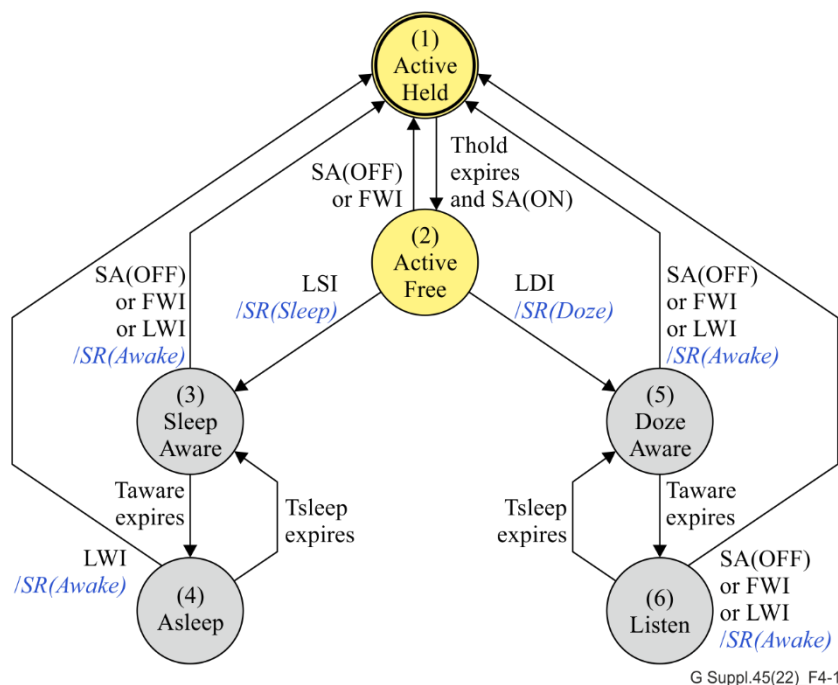 (1)
Active
Held
SA(OFF)
or FWI
Thold
expires
and SA(ON)
(2)
Active
Free
LSI
/SR(Sleep)
LDI
/SR(Doze)
SA(OFF)
or FWI
or LWI
/SR(Awake)
SA(OFF)
or FWI
or LWI
/SR(Awake)
(3)
Sleep
Aware
(5)
Doze
Aware
Taware
expires
Tsleep
expires
Tsleep
expires
Taware
expires
LWI
/SR(Awake)
(4)
Asleep
(6)
Listen
SA(OFF)
or FWI
or LWI
/SR(Awake)
G Suppl.45(22) F4-1